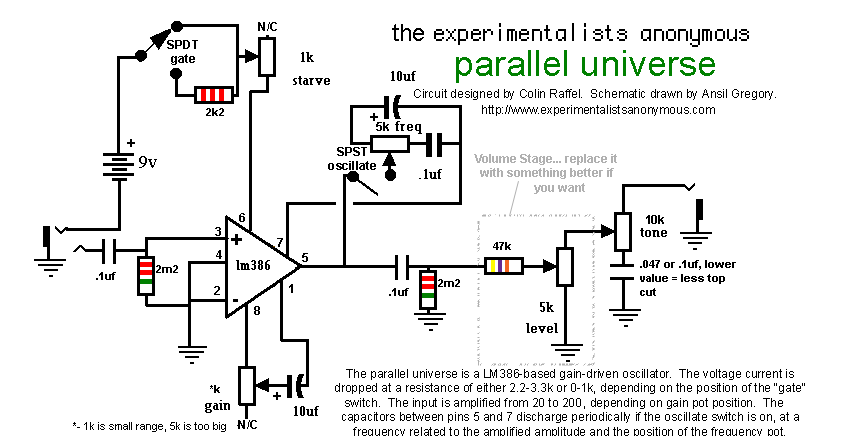 the experimentalists anonymous
parallel universe
Circuit designed by Colin Raffel. Schematic drawn by Ansil Gregory.
http://www.experimentalistsanonymous.com
SPDT
gate
N/C
1k
starve
2k2
+
9v
10uf
+
5k freq
SPST
oscillate
.1uf
Volume Stage... replace it
with something better if
you want
6
3
+
7
lm386
5
4
2
-
1
8
.1uf
2m2
.1uf
2m2
47k
5k
level
10k
tone
.047 or .1uf, lower
value = less top
cut
*k
gain
+
10uf
N/C
*- 1k is small range, 5k is too big
The parallel universe is a LM386-based gain-driven oscillator. The voltage current is
dropped at a resistance of either 2.2-3.3k or 0-1k, depending on the position of the "gate"
switch. The input is amplified from 20 to 200, depending on gain pot position. The
capacitors between pins 5 and 7 discharge periodically if the oscillate switch is on, at a
frequency related to the amplified amplitude and the position of the frequency pot.